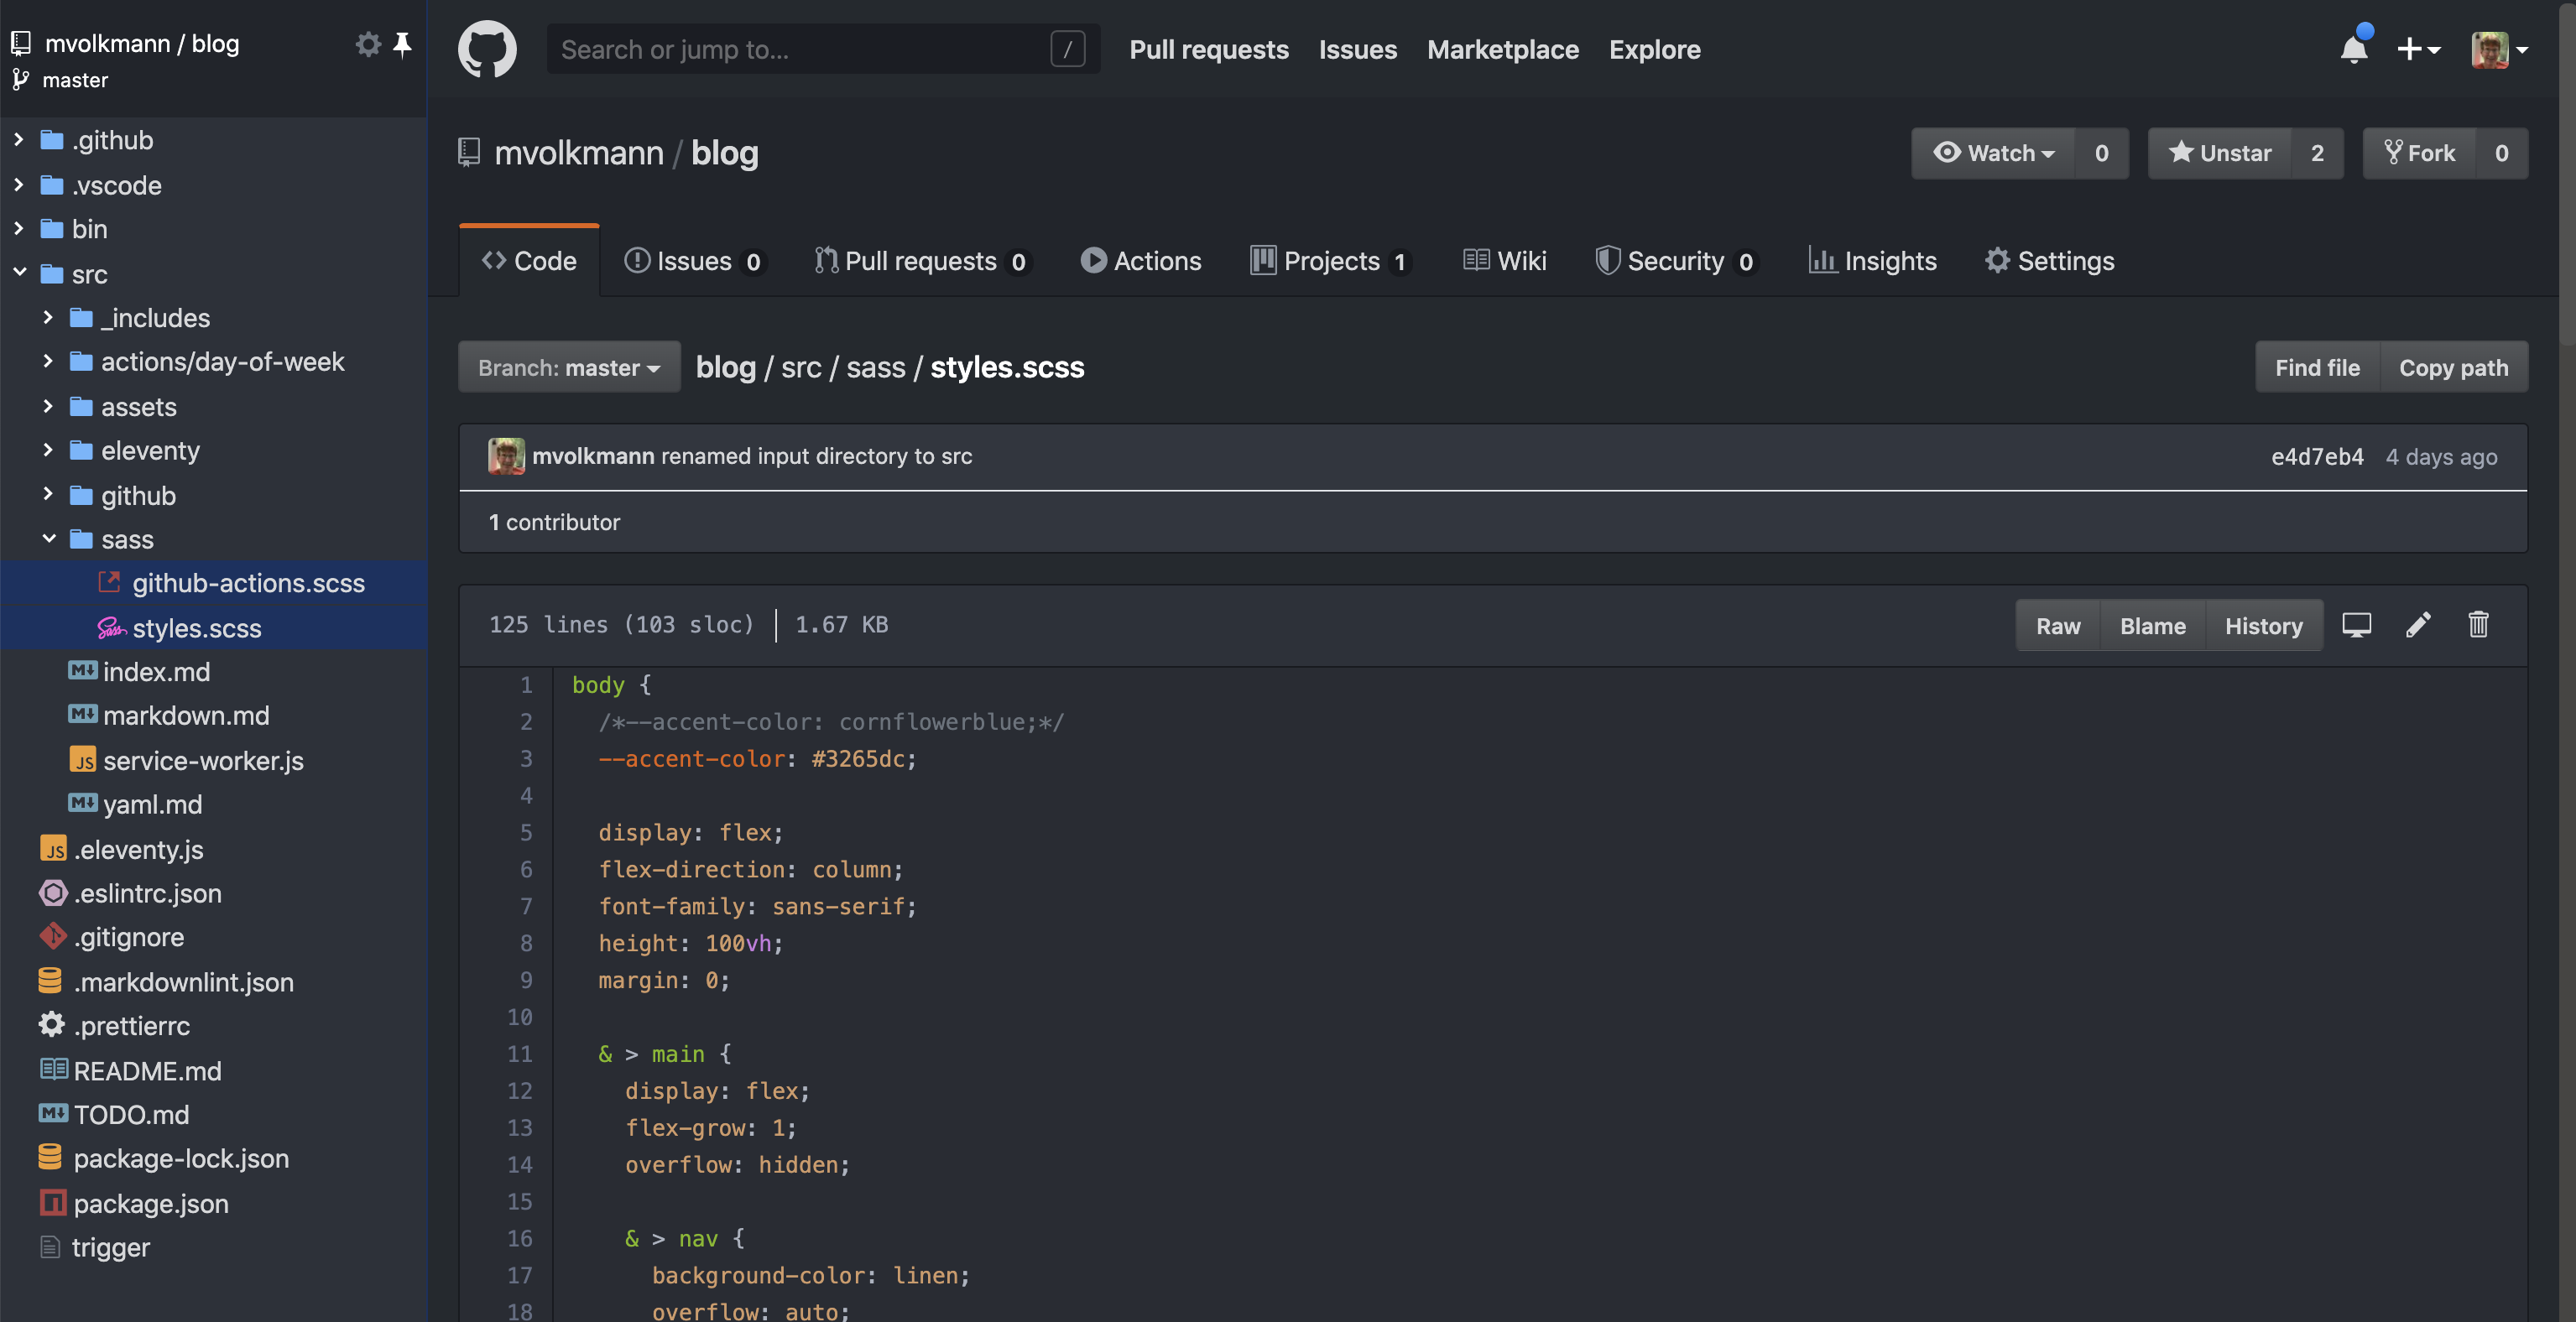 mvolkmann / blog
master
.github
.vscode
bin
src
_includes
actions/day-of-week
assets
eleventy
github
sass
github-actions.scss
Sass styles.scss
M↓ index.md
M↓ markdown.md
JS service-worker.js
M↓ yaml.md
JS .eleventy.js
.eslintrc.json
.gitignore
.markdownlint.json
.prettierrc
README.md
M↓ TODO.md
package-lock.json
package.json
trigger
Search or jump to... /
Pull requests Issues Marketplace Explore
mvolkmann / blog
Watch 0 Unstar 2 Fork 0
<> Code Issues 0 Pull requests 0 Actions Projects 1 Wiki Security 0 Insights Settings
Branch: master blog / src / sass / styles.scss Find file Copy path
mvolkmann renamed input directory to src e4d7eb4 4 days ago
1 contributor
125 lines (103 sloc) 1.67 KB Raw Blame History
1 body {
2 /*--accent-color: cornflowerblue;*/
3 --accent-color: #3265dc;
4
5 display: flex;
6 flex-direction: column;
7 font-family: sans-serif;
8 height: 100vh;
9 margin: 0;
10
11 & > main {
12 display: flex;
13 flex-grow: 1;
14 overflow: hidden;
15
16 & > nav {
17 background-color: linen;
18 overflow: auto;